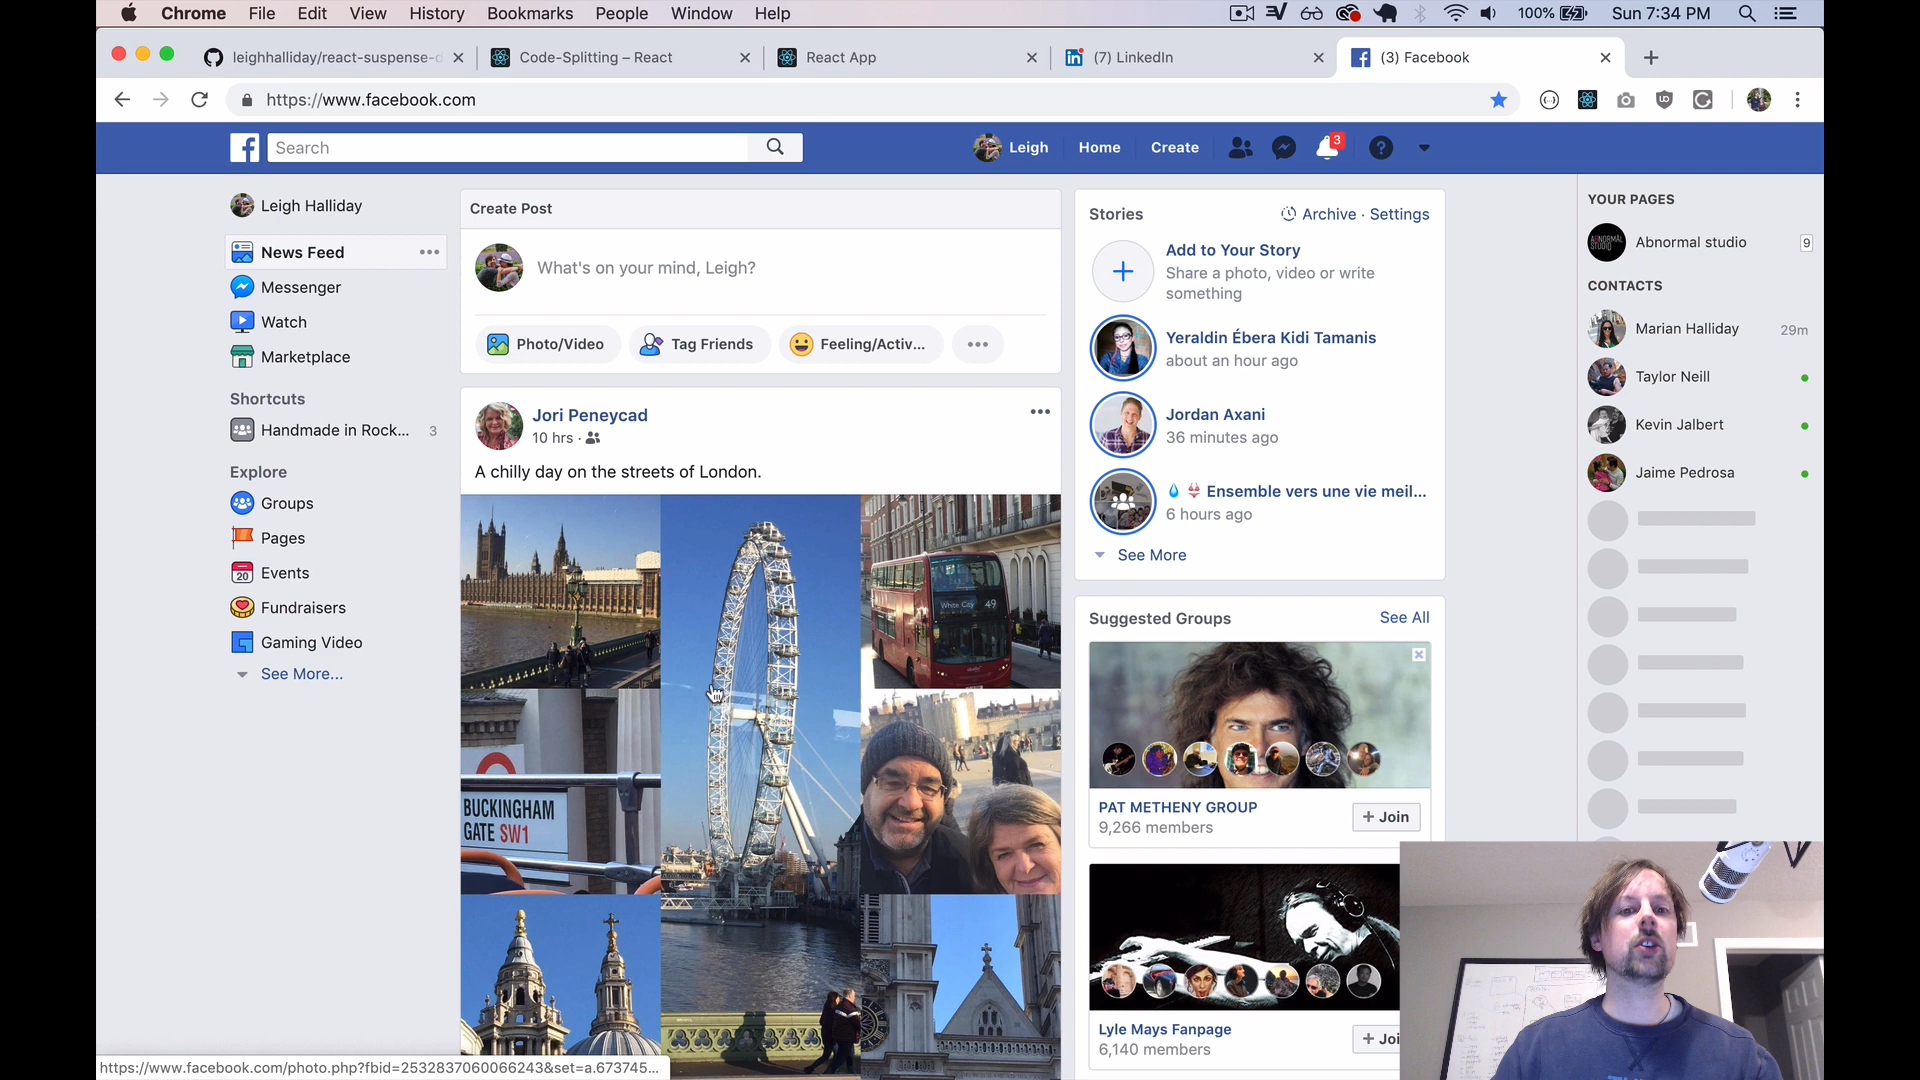 Chrome File Edit View History Bookmarks People Window Help 100% Sun 7:34 PM
leighhalliday/react-suspense-d Code-Splitting – React React App (7) LinkedIn (3) Facebook
https://www.facebook.com
Search Leigh Home Create 3
Leigh Halliday
News Feed
Messenger
Watch
Marketplace
Shortcuts
Handmade in Rock... 3
Explore
Groups
Pages
20 Events
Fundraisers
Gaming Video
See More...
Create Post
What's on your mind, Leigh?
Photo/Video Tag Friends Feeling/Activ...
Jori Peneycad
10 hrs ·
A chilly day on the streets of London.
White City 49
BUCKINGHAM
GATE SW1
Stories Archive · Settings
Add to Your Story
Share a photo, video or write
something
Yeraldin Ébera Kidi Tamanis
about an hour ago
Jordan Axani
36 minutes ago
Ensemble vers une vie meil...
6 hours ago
See More
Suggested Groups See All
PAT METHENY GROUP
9,266 members
+ Join
Lyle Mays Fanpage
6,140 members
+ Joi
YOUR PAGES
ABNORMAL
STUDIO
Abnormal studio 9
CONTACTS
Marian Halliday 29m
Taylor Neill
Kevin Jalbert
Jaime Pedrosa
https://www.facebook.com/photo.php?fbid=2532837060066243&set=a.673745...